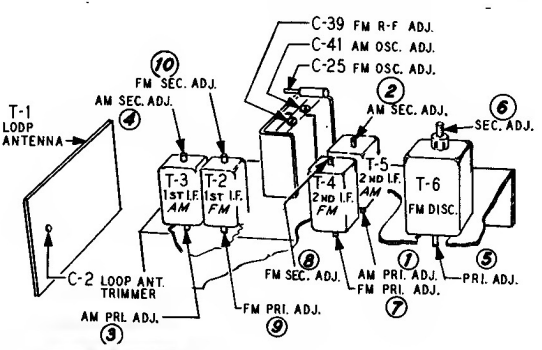 C-39 FM R-F ADJ.
C-41 AM OSC. ADJ.
C-25 FM OSC. ADJ.
10
FM SEC. ADJ.
AM SEC. ADJ.
4
2
AM SEC. ADJ.
6
SEC. ADJ.
T-1
LOOP
ANTENNA
T-3
1ST I.F.
AM
T-2
1ST I.F.
FM
T-4
2ND I.F.
FM
T-5
2ND I.F.
AM
T-6
FM DISC.
C-2 LOOP ANT.
TRIMMER
8
FM SEC. ADJ.
1
AM PRI. ADJ.
FM PRI. ADJ.
7
5
PRI. ADJ.
AM PRI. ADJ.
3
FM PRI. ADJ.
9